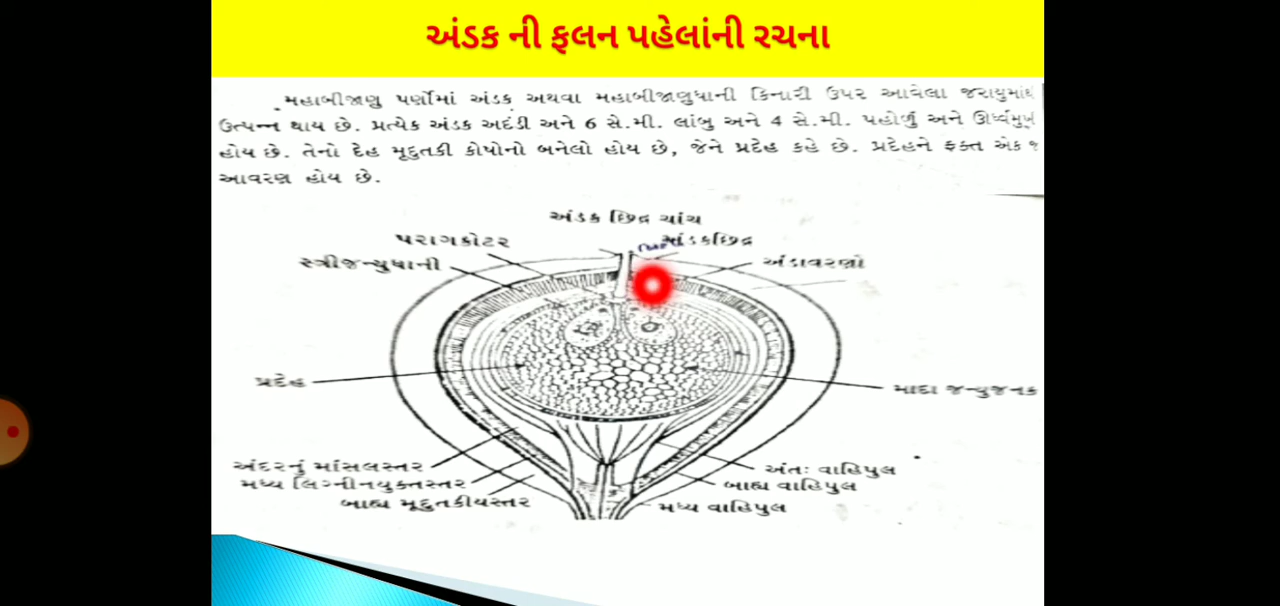 અંડક ની ફલન પહેલાંની રચના
મહાબીજાણુ પર્ણોમાં અંડક અથવા મહાબીજાણુધાની કિનારી ઉપર આવેલા જરાયુમાંથી
ઉત્પન્ન થાય છે. પ્રત્યેક અંડક અદંડી અને 6 સે.મી. લાંબુ અને 4 સે.મી. પહોળું અને ઊર્ધ્વમુખ
હોય છે. તેનો દેહ મૃદુતકી કોષોનો બનેલો હોય છે, જેને પ્રદેહ કહે છે. પ્રદેહને ફક્ત એક જ
આવરણ હોય છે.
અંડક છિદ્ર ચાંચ
પરાગકોટર
અંડકછિદ્ર
સ્ત્રીજન્યુધાની
અંડાવરણો
પ્રદેહ
માદા જન્યુજનક
અંદરનું માંસલસ્તર
અંતઃ વાહિપુલ
મધ્ય લિગ્નીનયુક્તસ્તર
બાહ્ય વાહિપુલ
બાહ્ય મૃદુતકીયસ્તર
મધ્ય વાહિપુલ